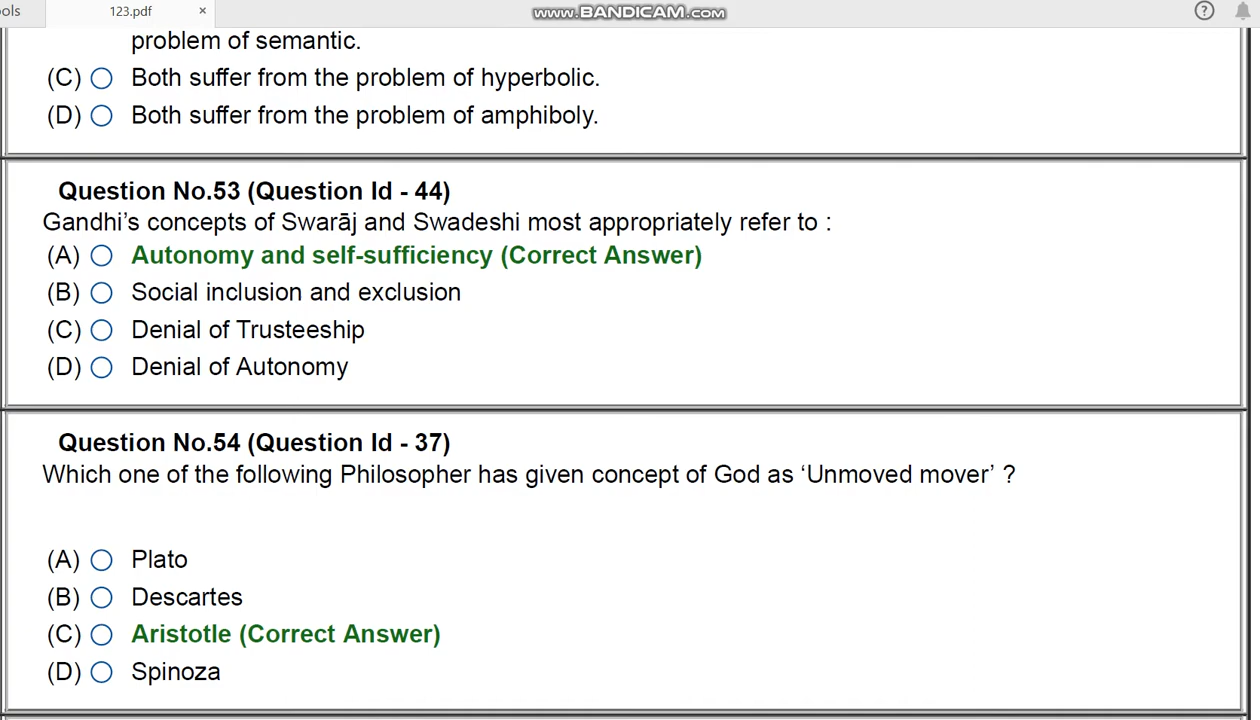 ols
123.pdf ×
www.BANDICAM.com
?
problem of semantic.
(C) Both suffer from the problem of hyperbolic.
(D) Both suffer from the problem of amphiboly.
Question No.53 (Question Id - 44)
Gandhi's concepts of Swarāj and Swadeshi most appropriately refer to :
(A) Autonomy and self-sufficiency (Correct Answer)
(B) Social inclusion and exclusion
(C) Denial of Trusteeship
(D) Denial of Autonomy
Question No.54 (Question Id - 37)
Which one of the following Philosopher has given concept of God as ‘Unmoved mover’ ?
(A) Plato
(B) Descartes
(C) Aristotle (Correct Answer)
(D) Spinoza